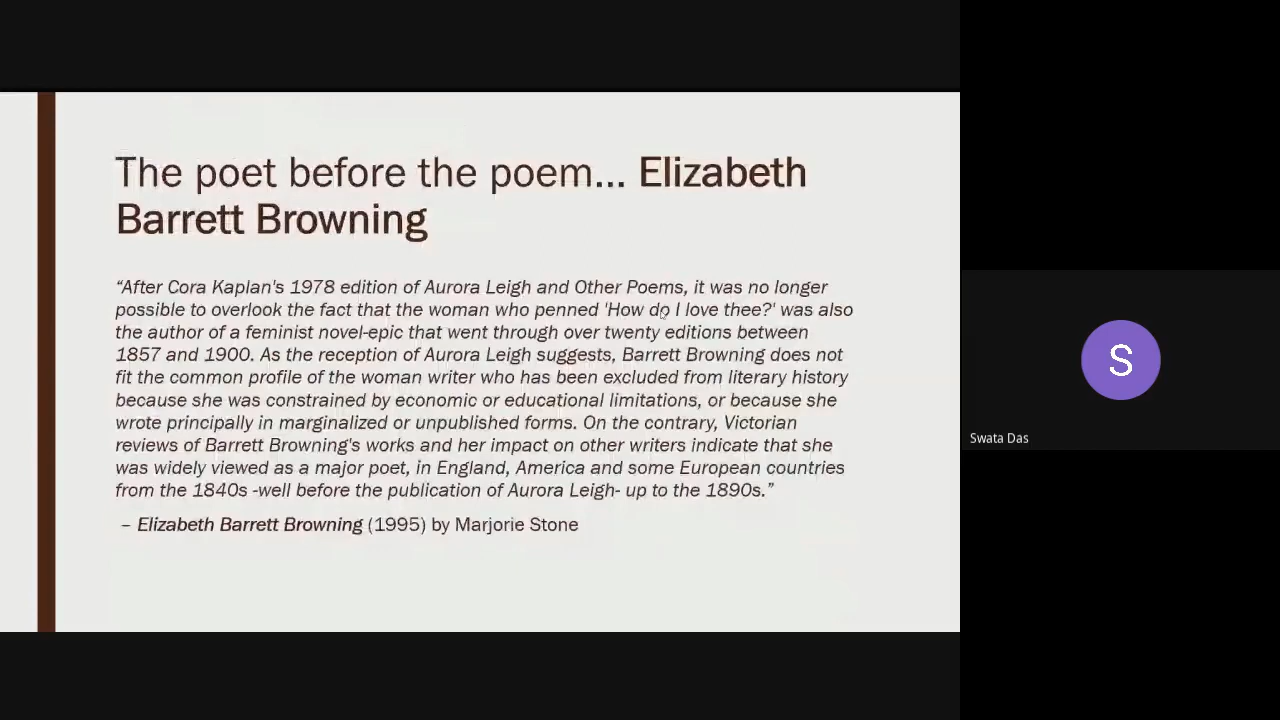 The poet before the poem... Elizabeth
Barrett Browning
“After Cora Kaplan's 1978 edition of Aurora Leigh and Other Poems, it was no longer
possible to overlook the fact that the woman who penned 'How do I love thee?' was also
the author of a feminist novel-epic that went through over twenty editions between
1857 and 1900. As the reception of Aurora Leigh suggests, Barrett Browning does not
fit the common profile of the woman writer who has been excluded from literary history
because she was constrained by economic or educational limitations, or because she
wrote principally in marginalized or unpublished forms. On the contrary, Victorian
reviews of Barrett Browning's works and her impact on other writers indicate that she
was widely viewed as a major poet, in England, America and some European countries
from the 1840s -well before the publication of Aurora Leigh- up to the 1890s.”
– Elizabeth Barrett Browning (1995) by Marjorie Stone
S
Swata Das